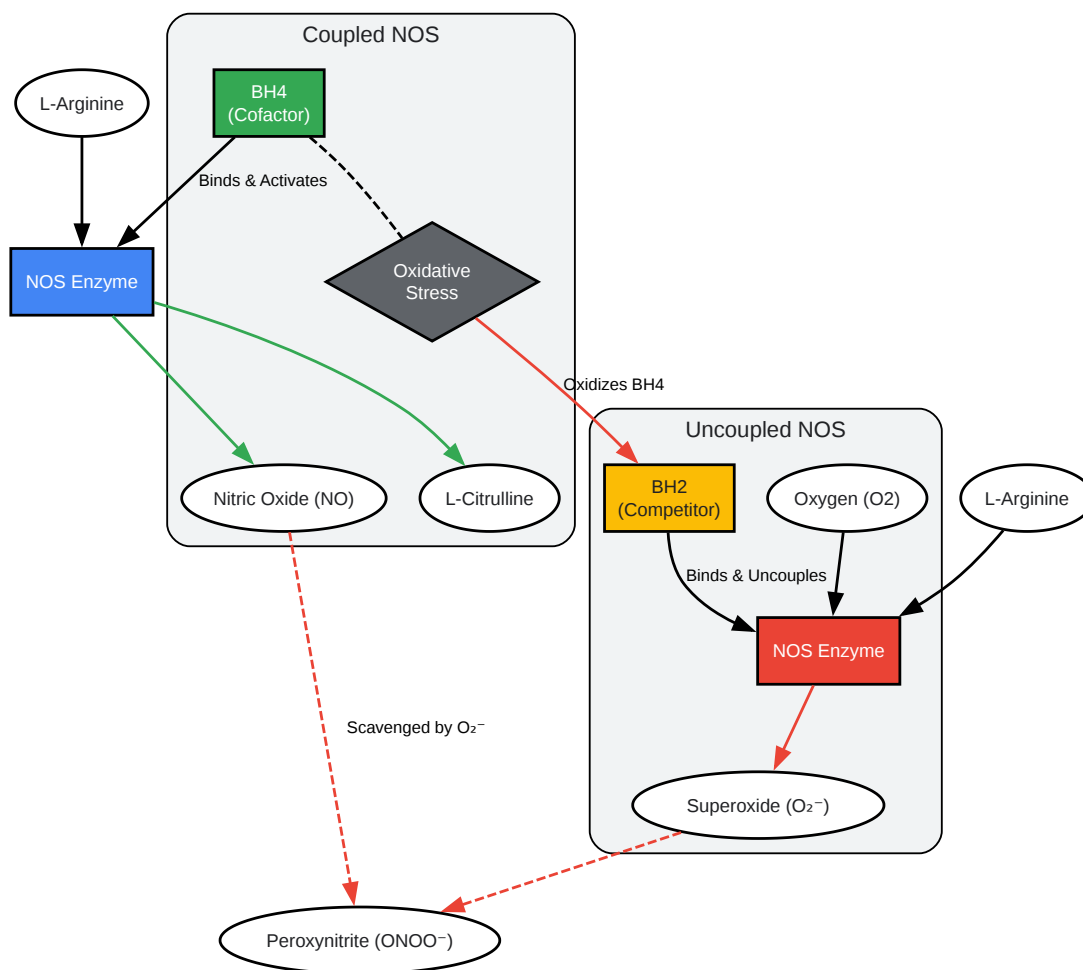 Coupled NOS
BH4
(Cofactor)
L-Arginine
Binds & Activates
NOS Enzyme
Oxidative
Stress
Oxidizes BH4
Uncoupled NOS
Nitric Oxide (NO)
L-Citrulline
BH2
(Competitor)
Oxygen (O2)
L-Arginine
Binds & Uncouples
NOS Enzyme
Scavenged by O₂⁻
Superoxide (O₂⁻)
Peroxynitrite (ONOO⁻)